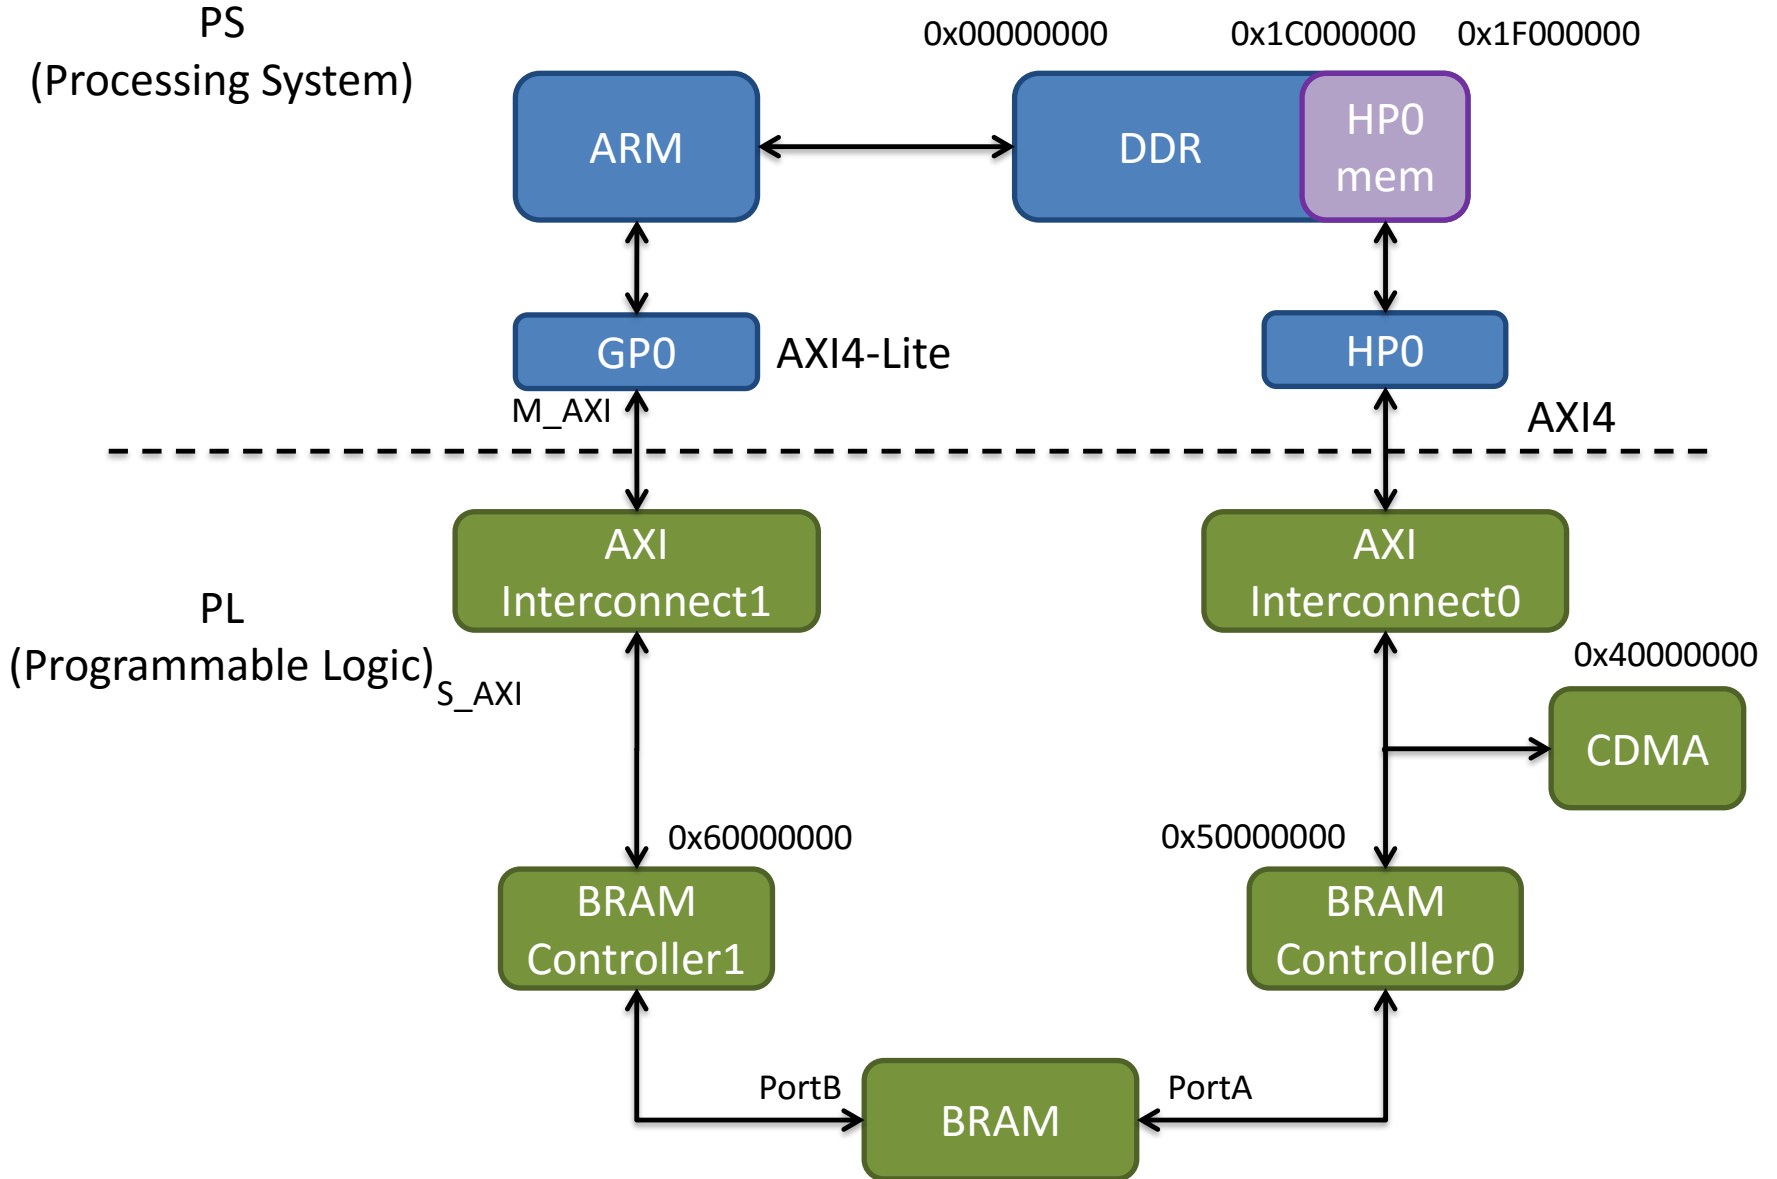 PS
(Processing System)
0x00000000
0x1C000000
0x1F000000
ARM
DDR
HP0
mem
GP0
AXI4-Lite
HP0
M_AXI
AXI4
AXI
Interconnect1
AXI
Interconnect0
PL
(Programmable Logic)
S_AXI
0x40000000
CDMA
0x60000000
0x50000000
BRAM
Controller1
BRAM
Controller0
PortB
PortA
BRAM